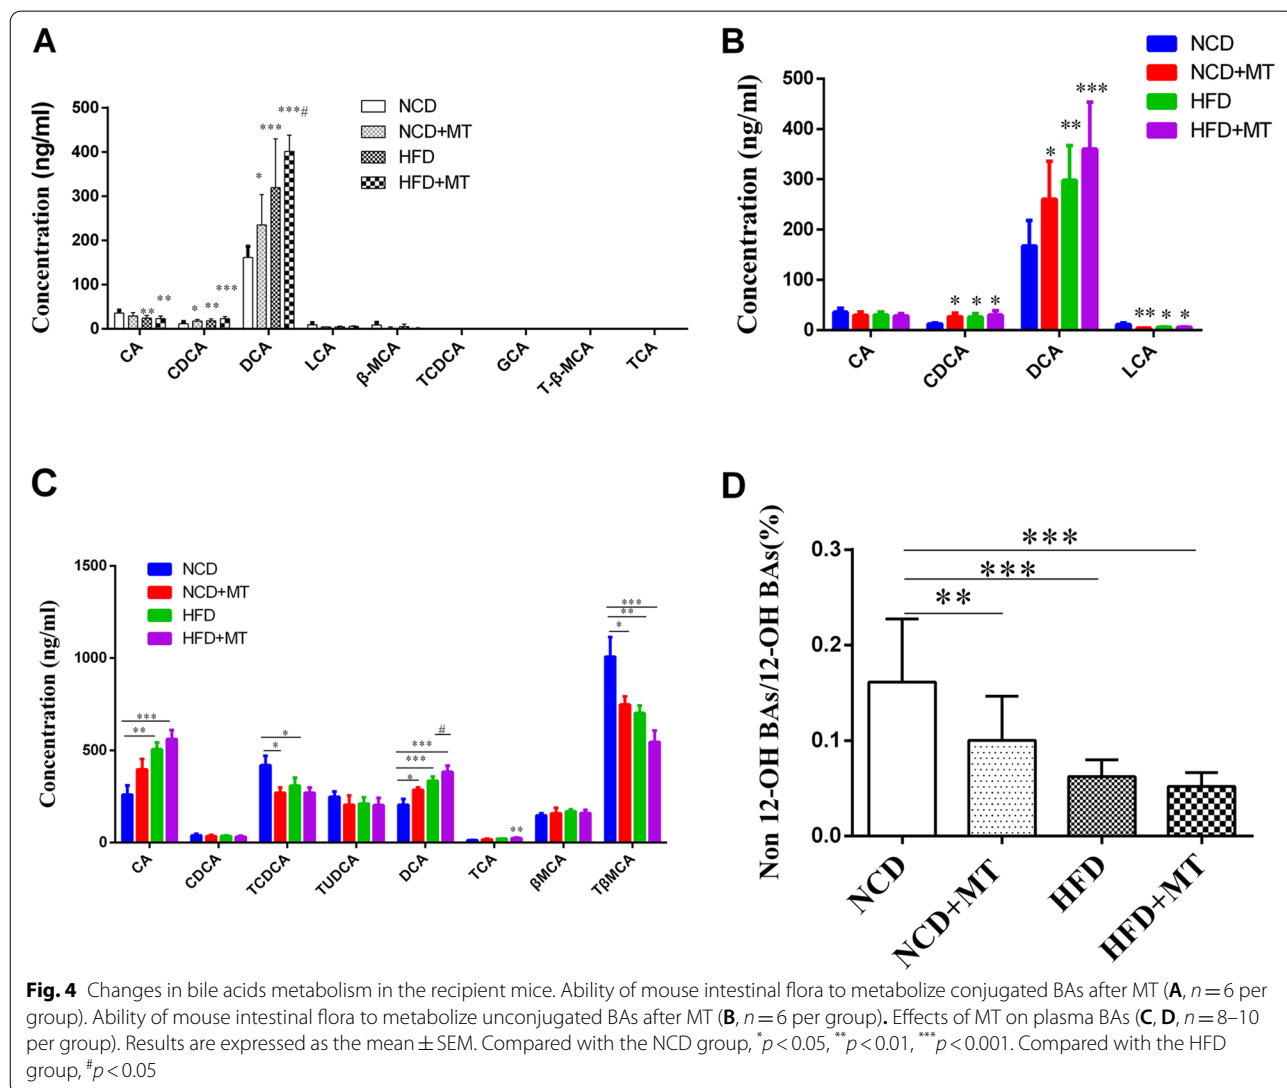 A
Concentration (ng/ml)
500
400
300
200
100
0
NCD
NCD+MT
HFD
HFD+MT
**
**
*
**
***
*
***
***#
CA
CDCA
DCA
LCA
β-MCA
TCDCA
GCA
T-β-MCA
TCA
B
Concentration (ng/ml)
500
400
300
200
100
0
NCD
NCD+MT
HFD
HFD+MT
*
*
*
*
**
***
**
*
*
CA
CDCA
DCA
LCA
C
Concentration (ng/ml)
1500
1000
500
0
NCD
NCD+MT
HFD
HFD+MT
***
**
*
*
#
***
***
*
**
***
**
*
CA
CDCA
TCDCA
TUDCA
DCA
TCA
βMCA
TβMCA
D
Non 12-OH BAs/12-OH BAs(%)
0.3
0.2
0.1
0.0
***
***
**
NCD
NCD+MT
HFD
HFD+MT
Fig. 4 Changes in bile acids metabolism in the recipient mice. Ability of mouse intestinal flora to metabolize conjugated BAs after MT (A, n = 6 per
group). Ability of mouse intestinal flora to metabolize unconjugated BAs after MT (B, n = 6 per group). Effects of MT on plasma BAs (C, D, n = 8–10
per group). Results are expressed as the mean ± SEM. Compared with the NCD group, *p < 0.05, **p < 0.01, ***p < 0.001. Compared with the HFD
group, #p < 0.05